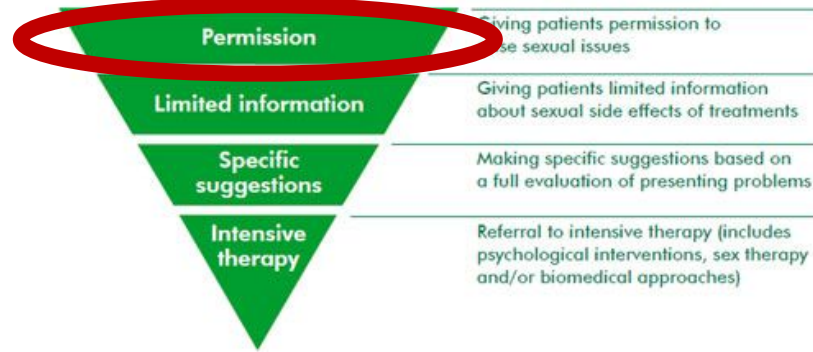 Permission
Giving patients permission to
sexual issues
Limited information
Giving patients limited information
about sexual side effects of treatments
Specific
suggestions
Making specific suggestions based on
a full evaluation of presenting problems
Intensive
therapy
Referral to intensive therapy (includes
psychological interventions, sex therapy
and/or biomedical approaches)